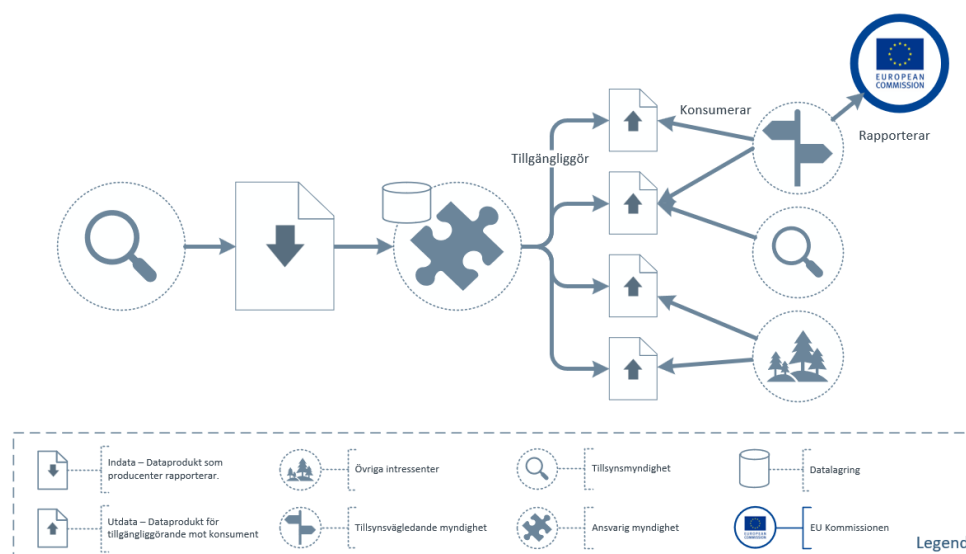 EUROPEAN
COMMISSION
Konsumerar
Rapporterar
Tillgängliggör
Indata – Dataprodukt som
producenter rapporterar.
Övriga intressenter
Tillsynsmyndighet
Datalagring
Utdata – Dataprodukt för
tillgängliggörande mot konsument
Tillsynsvägledande myndighet
Ansvarig myndighet
EUROPEAN
COMMISSION
EU Kommissionen
Legend